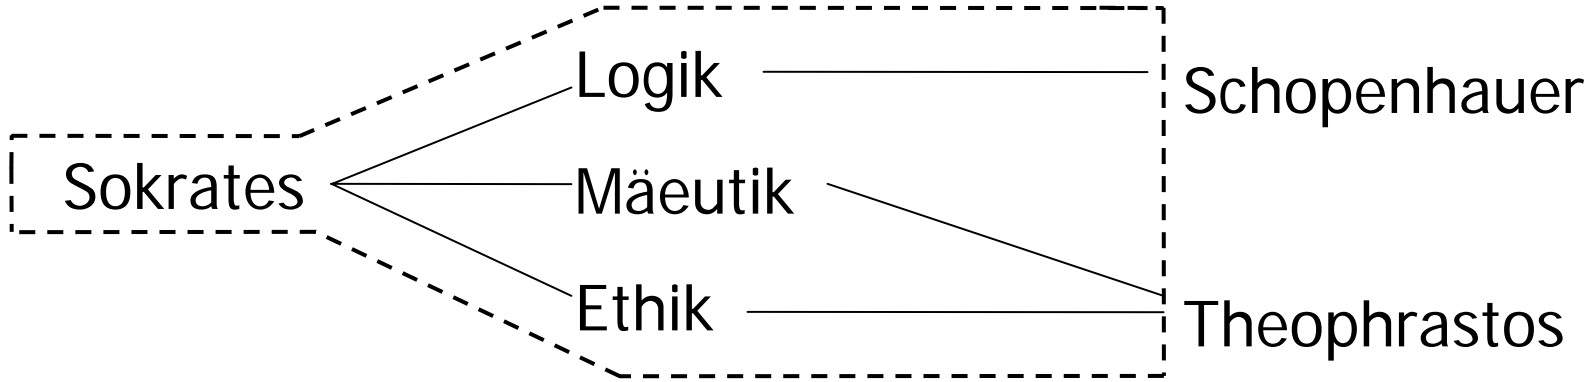 Logik
Schopenhauer
Sokrates
Mäeutik
Ethik
Theophrastos